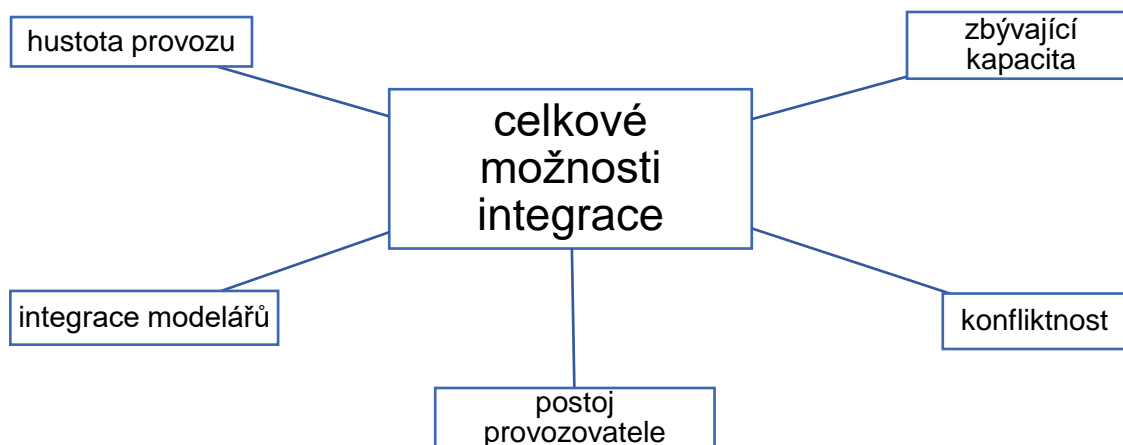 hustota provozu
zbývající
kapacita
celkové
možnosti
integrace
integrace modelářů
konfliktnost
postoj
provozovatele